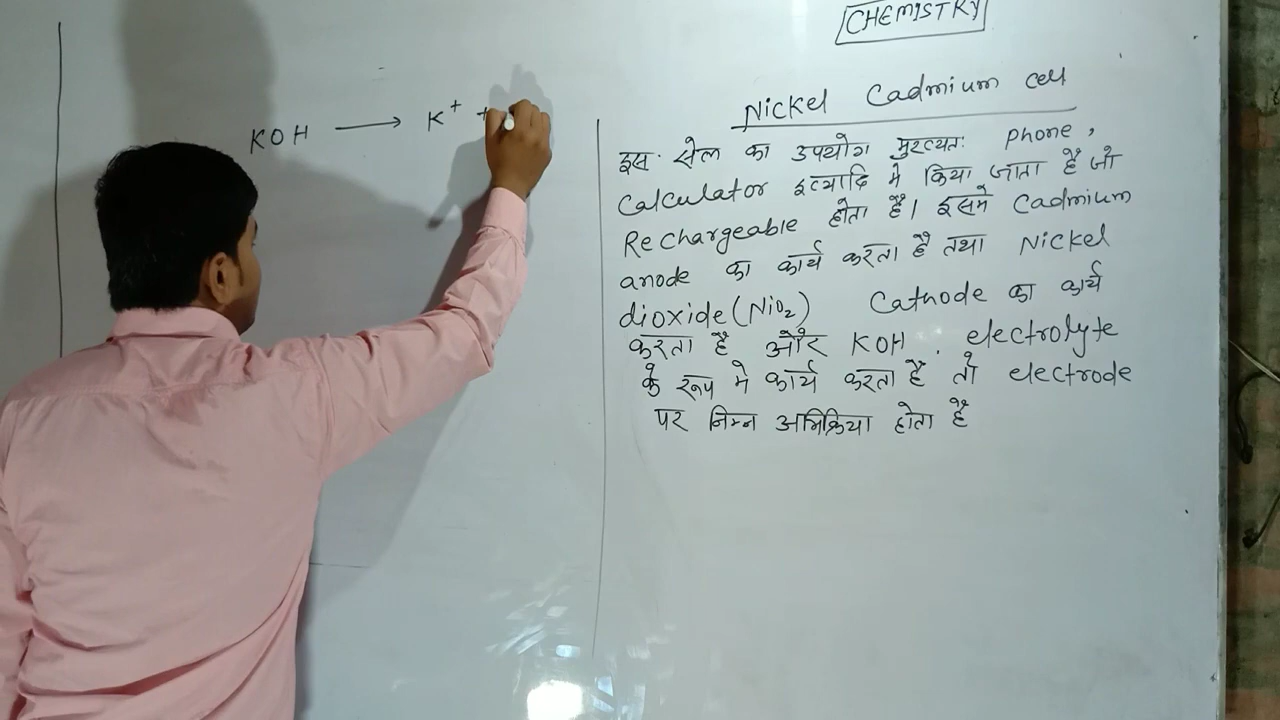 CHEMISTRY
KOH → K⁺ +
Nickel Cadmium cell
इस सेल का उपयोग मुख्यतः phone,
Calculator इत्यादि मे किया जाता है जो
Rechargeable होता है। इसमे Cadmium
anode का कार्य करता है तथा Nickel
dioxide (NiO₂) Cathode का कार्य
करता है और KOH . electrolyte
के रूप मे कार्य करता है तो electrode
पर निम्न अभिक्रिया होता है